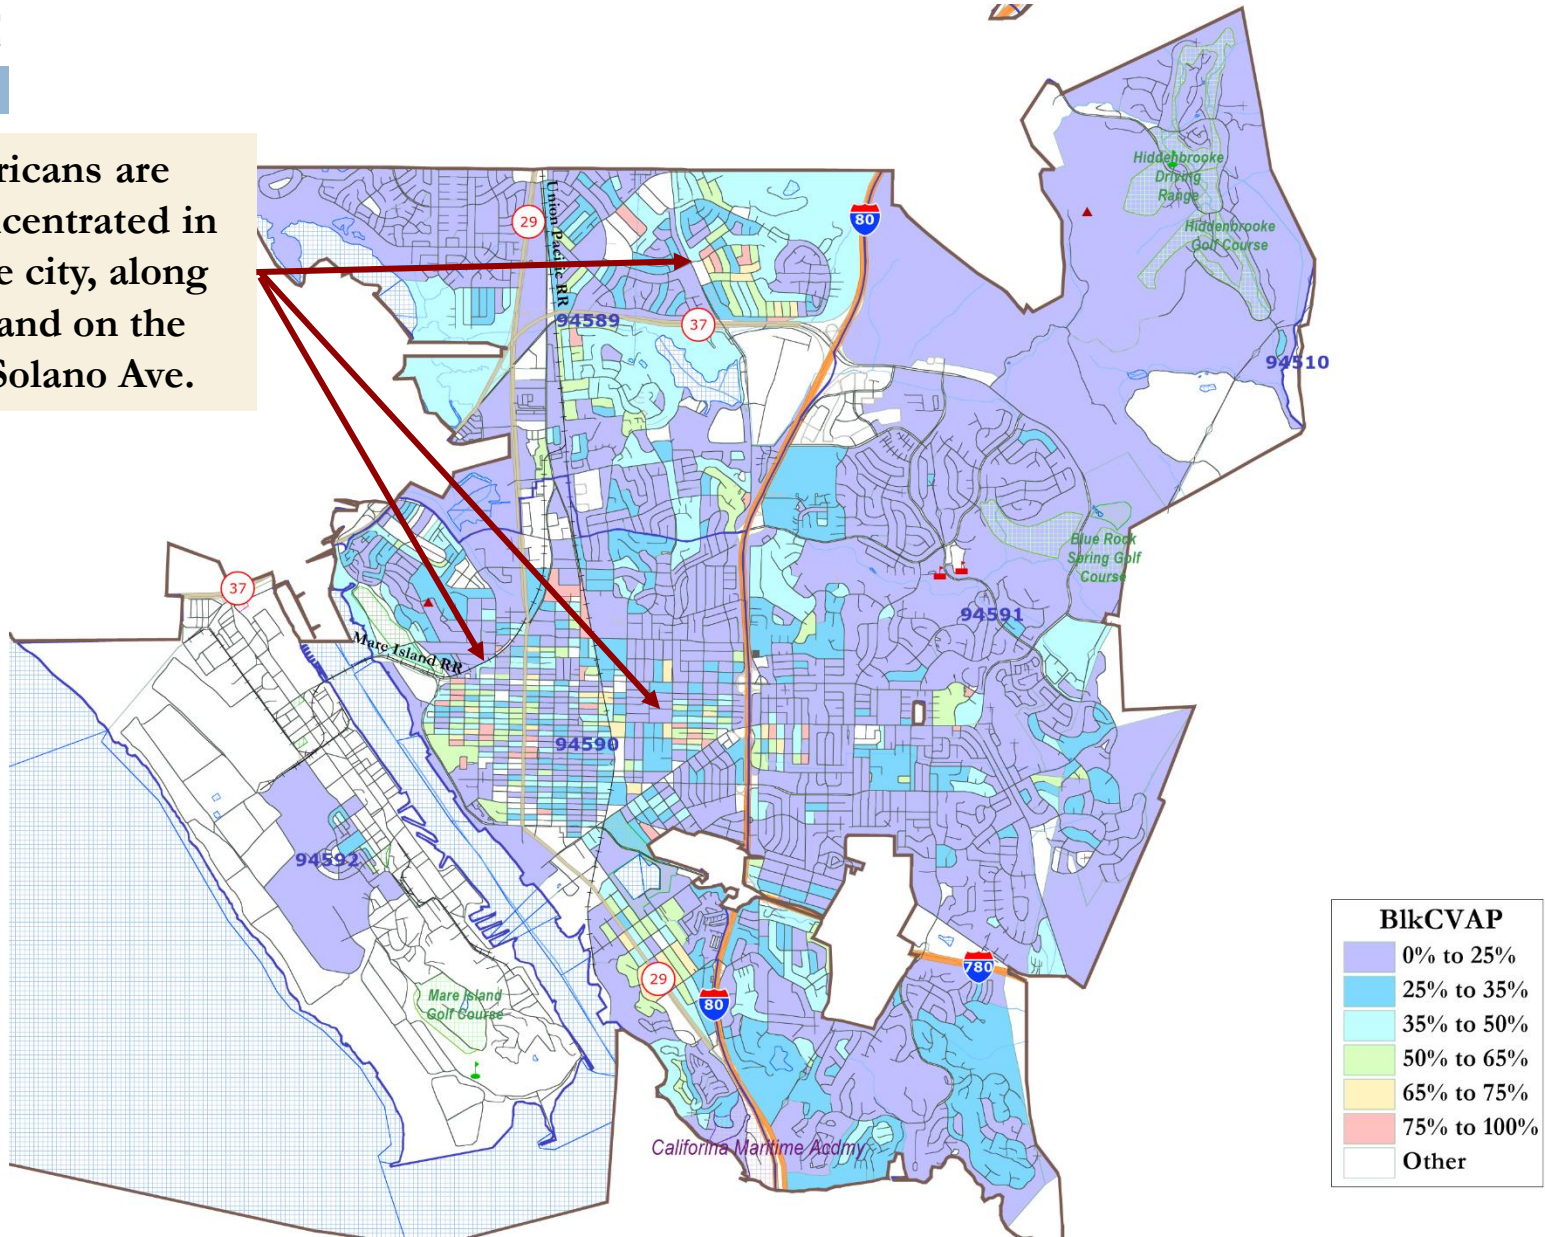 ricans are
centrated in
e city, along
and on the
Solano Ave.
29
Union Pacific RR
80
Hiddenbrooke
Driving
Range
Hiddenbrooke
Golf Course
94589
37
94510
Blue Rock
Spring Golf
Course
37
94591
Mare Island RR
94590
94592
Mare Island
Golf Course
29
80
780
Califorina Maritime Acdmy
BlkCVAP
0% to 25%
25% to 35%
35% to 50%
50% to 65%
65% to 75%
75% to 100%
Other